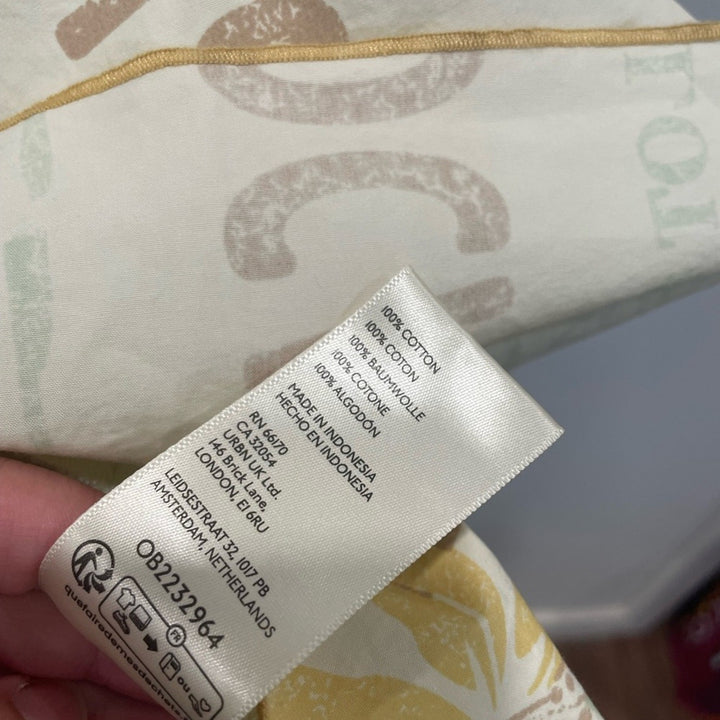 100% COTTON
100% COTON
100% BAUMWOLLE
100% COTONE
100% ALGODÓN
MADE IN INDONESIA
HECHO EN INDONESIA
RN 66170
CA 32054
URBN UK Ltd.
146 Brick Lane,
LONDON, E1 6RU
LEIDSESTRAAT 32, 1017 PB
AMSTERDAM, NETHERLANDS
OB2232964
FR
OU